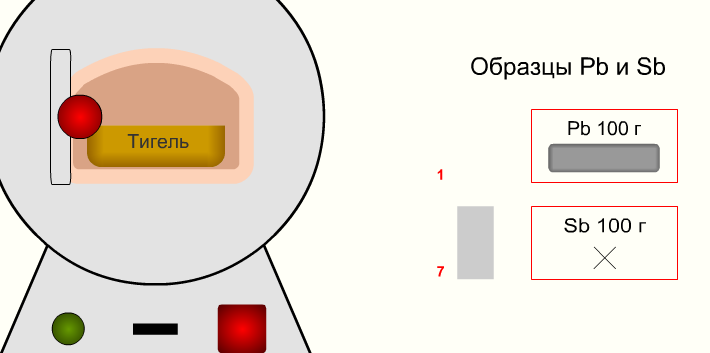 Образцы Pb и Sb
Pb 100 г
Тигель
1
Sb 100 г
7